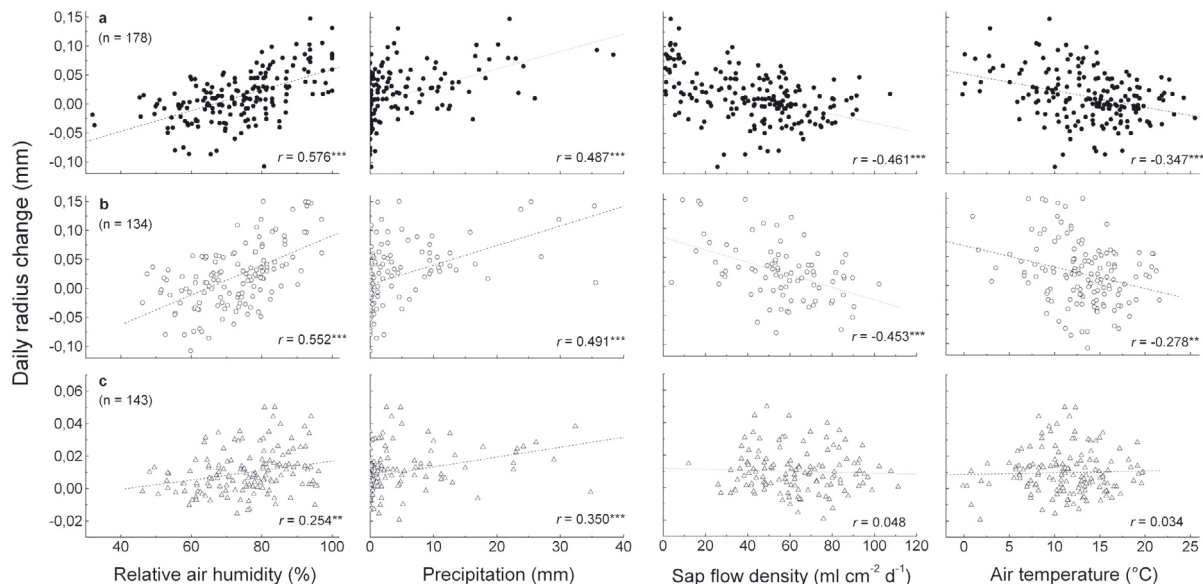 Daily radius change (mm)
a
(n = 178)
0,15
0,10
0,05
0,00
-0,05
-0,10
r = 0.576***
r = 0.487***
r = -0.461***
r = -0.347***
b
(n = 134)
0,15
0,10
0,05
0,00
-0,05
0,10
r = 0.552***
r = 0.491***
r = -0.453***
r = -0.278**
c
(n = 143)
0,06
0,04
0,02
0,00
-0,02
r = 0.254**
r = 0.350***
r = 0.048
r = 0.034
40 60 80 100
0 10 20 30 40
0 20 40 60 80 100 120
0 5 10 15 20 25
Relative air humidity (%)
Precipitation (mm)
Sap flow density (ml cm⁻² d⁻¹)
Air temperature (°C)